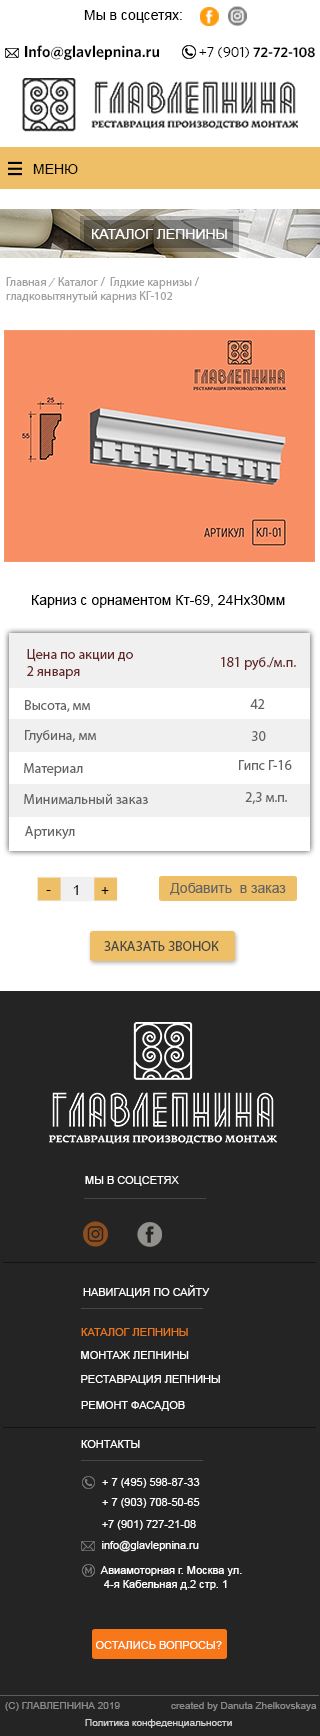 Мы в соцсетях:
Info@glavlepnina.ru +7 (901) 72-72-108
ГЛАВЛЕПНИНА
РЕСТАВРАЦИЯ ПРОИЗВОДСТВО МОНТАЖ
МЕНЮ
КАТАЛОГ ЛЕПНИНЫ
Главная / Каталог / Глдкие карнизы /
гладковытянутый карниз КГ-102
ГЛАВЛЕПНИНА
РЕСТАВРАЦИЯ ПРОИЗВОДСТВО МОНТАЖ
25
55
АРТИКУЛ КЛ-01
Карниз с орнаментом Кт-69, 24Нх30мм
Цена по акции до
2 января
181 руб./м.п.
Высота, мм 42
Глубина, мм 30
Материал Гипс Г-16
Минимальный заказ 2,3 м.п.
Артикул
- 1 + Добавить в заказ
ЗАКАЗАТЬ ЗВОНОК
ГЛАВЛЕПНИНА
РЕСТАВРАЦИЯ ПРОИЗВОДСТВО МОНТАЖ
МЫ В СОЦСЕТЯХ
НАВИГАЦИЯ ПО САЙТУ
КАТАЛОГ ЛЕПНИНЫ
МОНТАЖ ЛЕПНИНЫ
РЕСТАВРАЦИЯ ЛЕПНИНЫ
РЕМОНТ ФАСАДОВ
КОНТАКТЫ
+ 7 (495) 598-87-33
+ 7 (903) 708-50-65
+7 (901) 727-21-08
info@glavlepnina.ru
Авиамоторная г. Москва ул.
4-я Кабельная д.2 стр. 1
ОСТАЛИСЬ ВОПРОСЫ?
(С) ГЛАВЛЕПНИНА 2019 created by Danuta Zhelkovskaya
Политика конфеденциальности